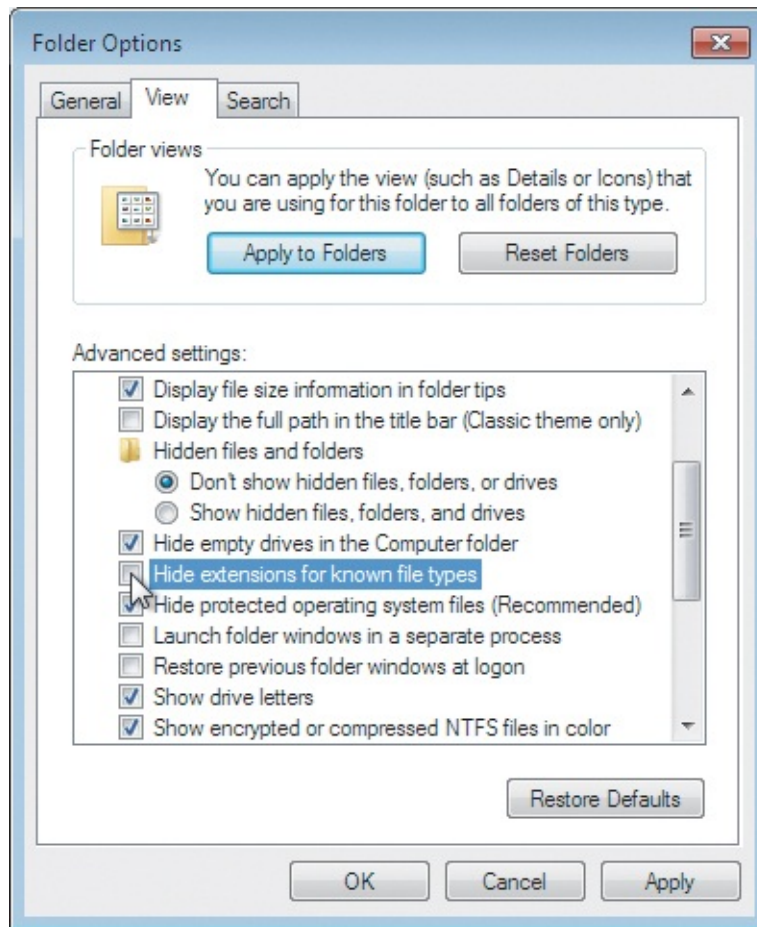 Folder Options
General
View
Search
Folder views
You can apply the view (such as Details or Icons) that
you are using for this folder to all folders of this type.
Apply to Folders
Reset Folders
Advanced settings:
Display file size information in folder tips
Display the full path in the title bar (Classic theme only)
Hidden files and folders
Don't show hidden files, folders, or drives
Show hidden files, folders, and drives
Hide empty drives in the Computer folder
Hide extensions for known file types
Hide protected operating system files (Recommended)
Launch folder windows in a separate process
Restore previous folder windows at logon
Show drive letters
Show encrypted or compressed NTFS files in color
Restore Defaults
OK
Cancel
Apply